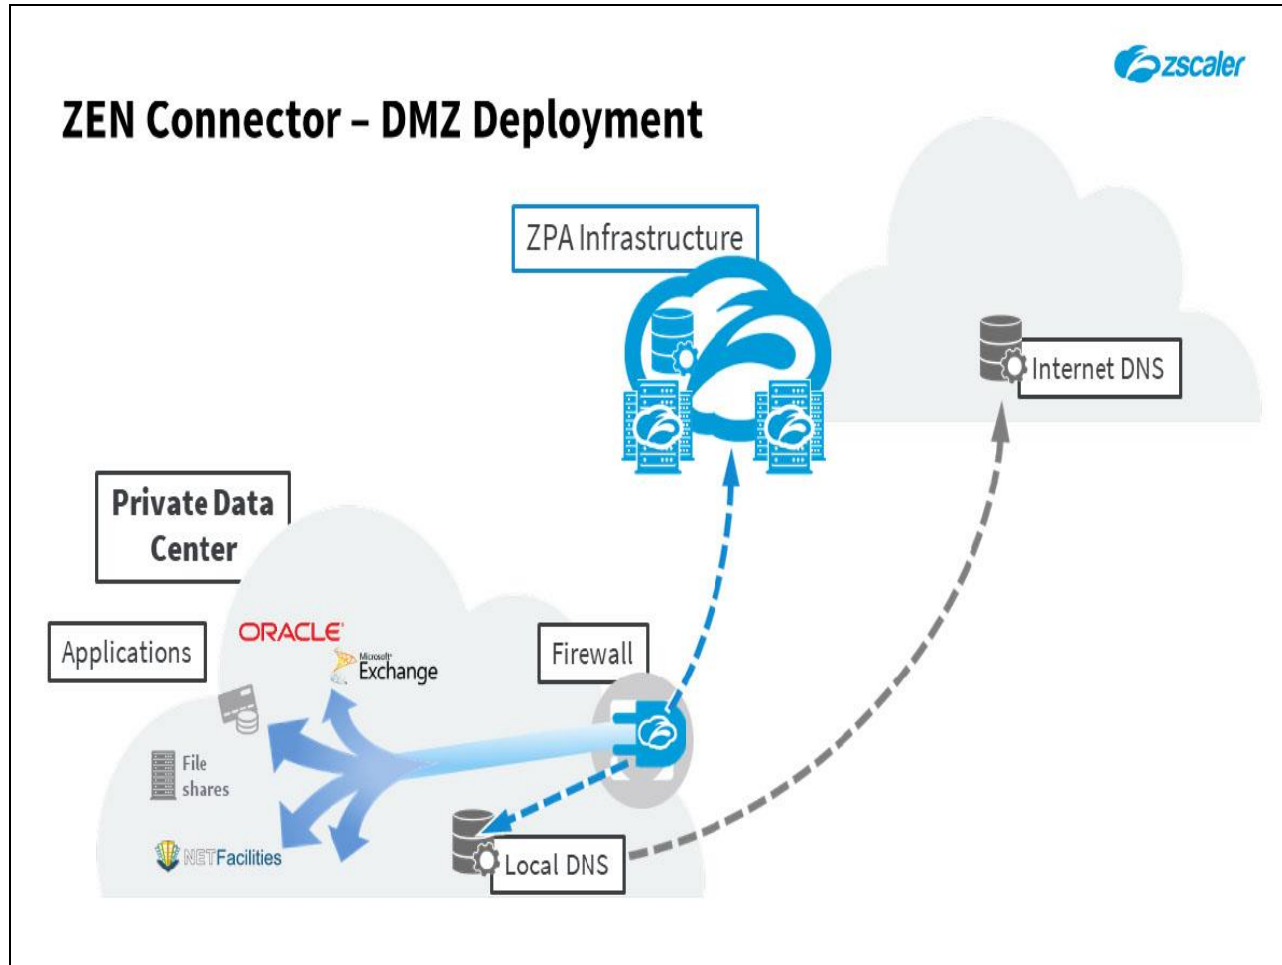 zscaler
ZEN Connector – DMZ Deployment
ZPA Infrastructure
Internet DNS
Private Data
Center
Applications
ORACLE
Microsoft
Exchange
Firewall
File
shares
NETFacilities
Local DNS